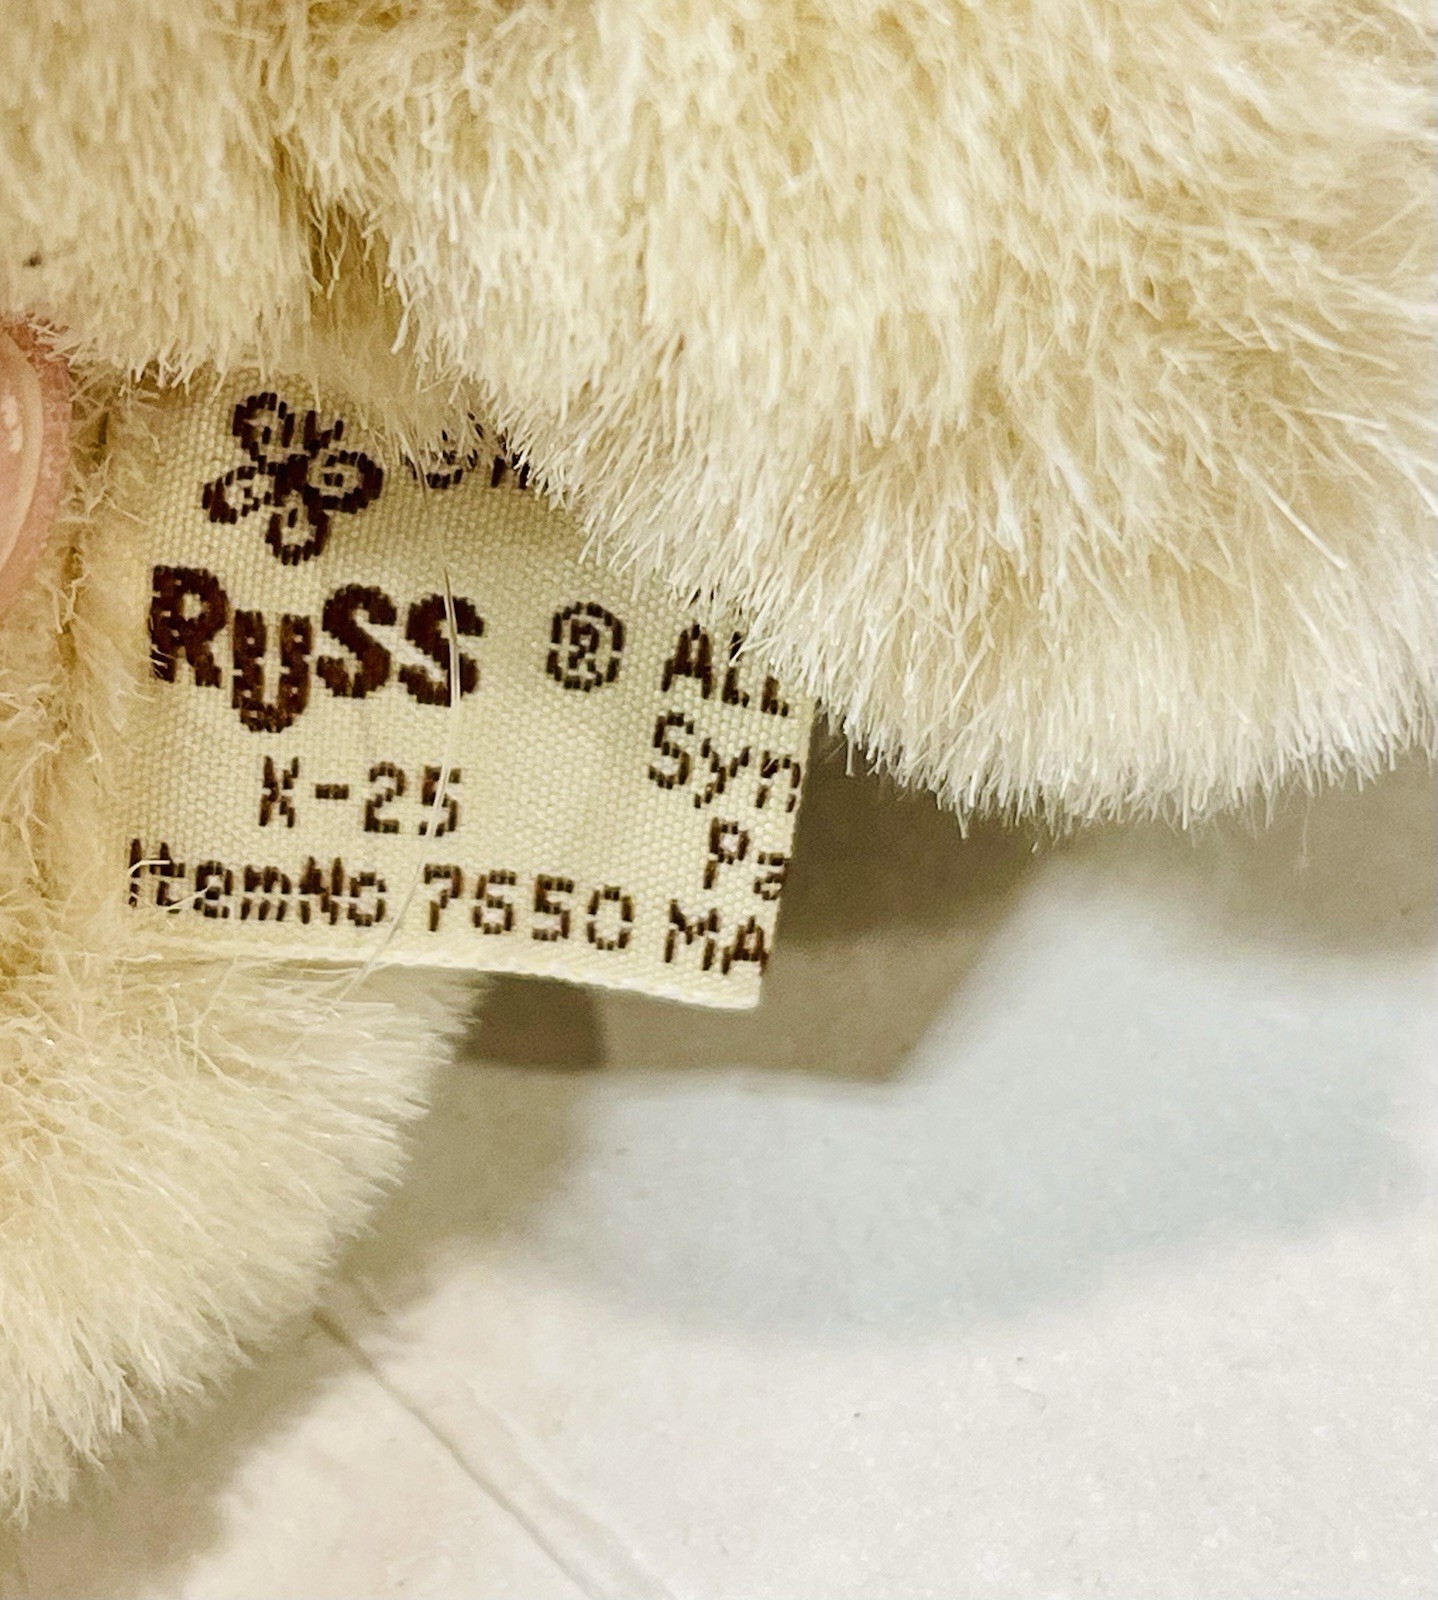 RUSS ® ALL
Syn
K-25
Pa
ItemNo 7650 MA